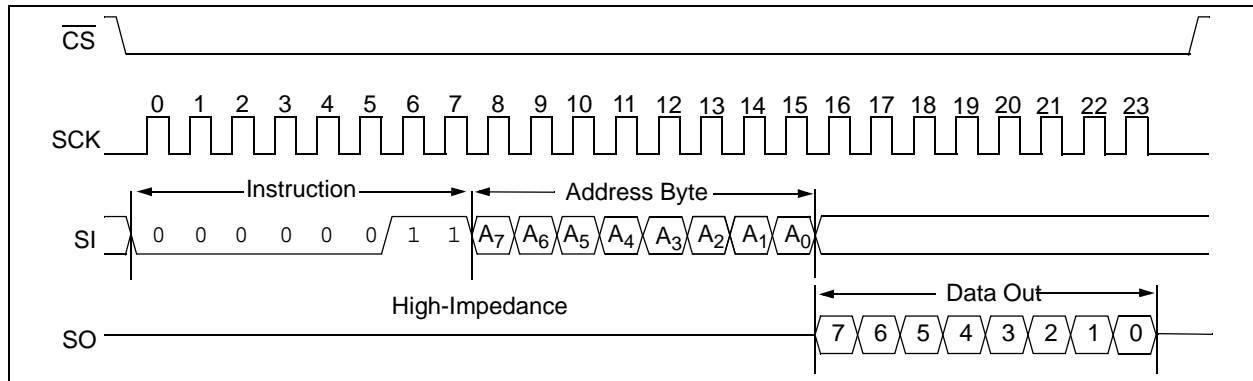 CS
0 1 2 3 4 5 6 7 8 9 10 11 12 13 14 15 16 17 18 19 20 21 22 23
SCK
Instruction Address Byte
SI 0 0 0 0 0 0 1 1 A7 A6 A5 A4 A3 A2 A1 A0
High-Impedance Data Out
SO 7 6 5 4 3 2 1 0